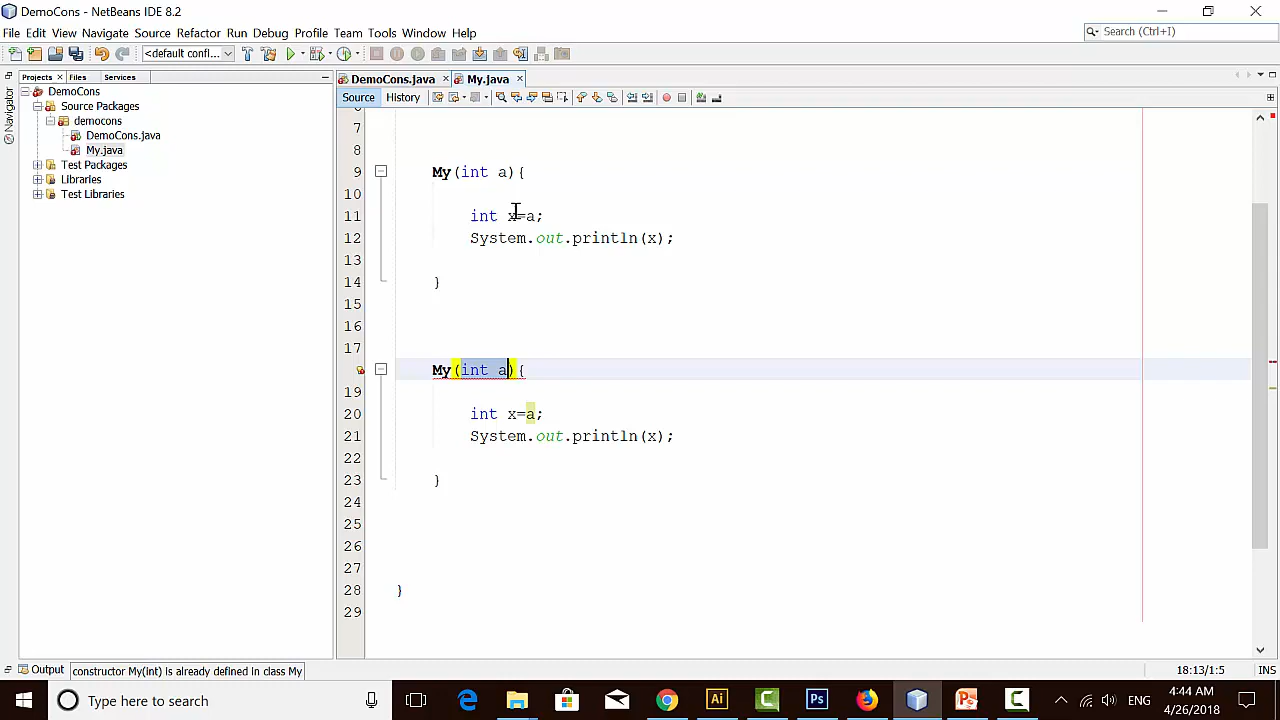 DemoCons - NetBeans IDE 8.2
File Edit View Navigate Source Refactor Run Debug Profile Team Tools Window Help
Search (Ctrl+I)
<default confi...
Projects Files Services
DemoCons.java My.java
Navigator
Source History
DemoCons
Source Packages
democons
DemoCons.java
My.java
Test Packages
Libraries
Test Libraries
7
8
9 My(int a){
10
11 int x=a;
12 System.out.println(x);
13
14 }
15
16
17
My(int a){
19
20 int x=a;
21 System.out.println(x);
22
23 }
24
25
26
27
28 }
29
Output constructor My(int) is already defined in class My
18:13/1:5 INS
Type here to search
Ai
Ps
ENG
4:44 AM
4/26/2018